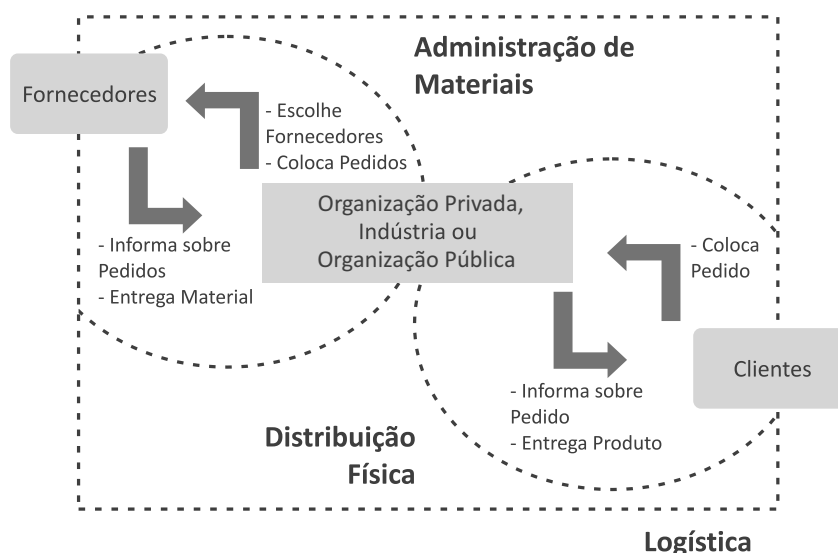 Administração de
Materiais
Fornecedores
- Escolhe
Fornecedores
- Coloca Pedidos
Organização Privada,
Indústria ou
Organização Pública
- Informa sobre
Pedidos
- Entrega Material
- Coloca
Pedido
Clientes
- Informa sobre
Pedido
- Entrega Produto
Distribuição
Física
Logística